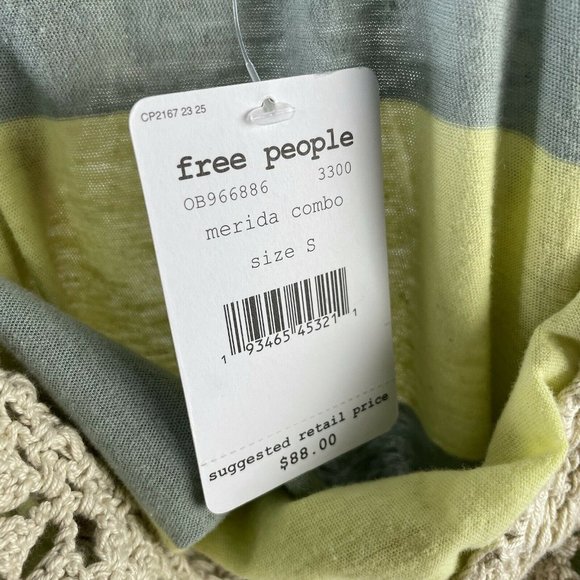 CP2167 23 25
free people
OB966886 3300
merida combo
size S
1 93465 45321 1
suggested retail price
$88.00